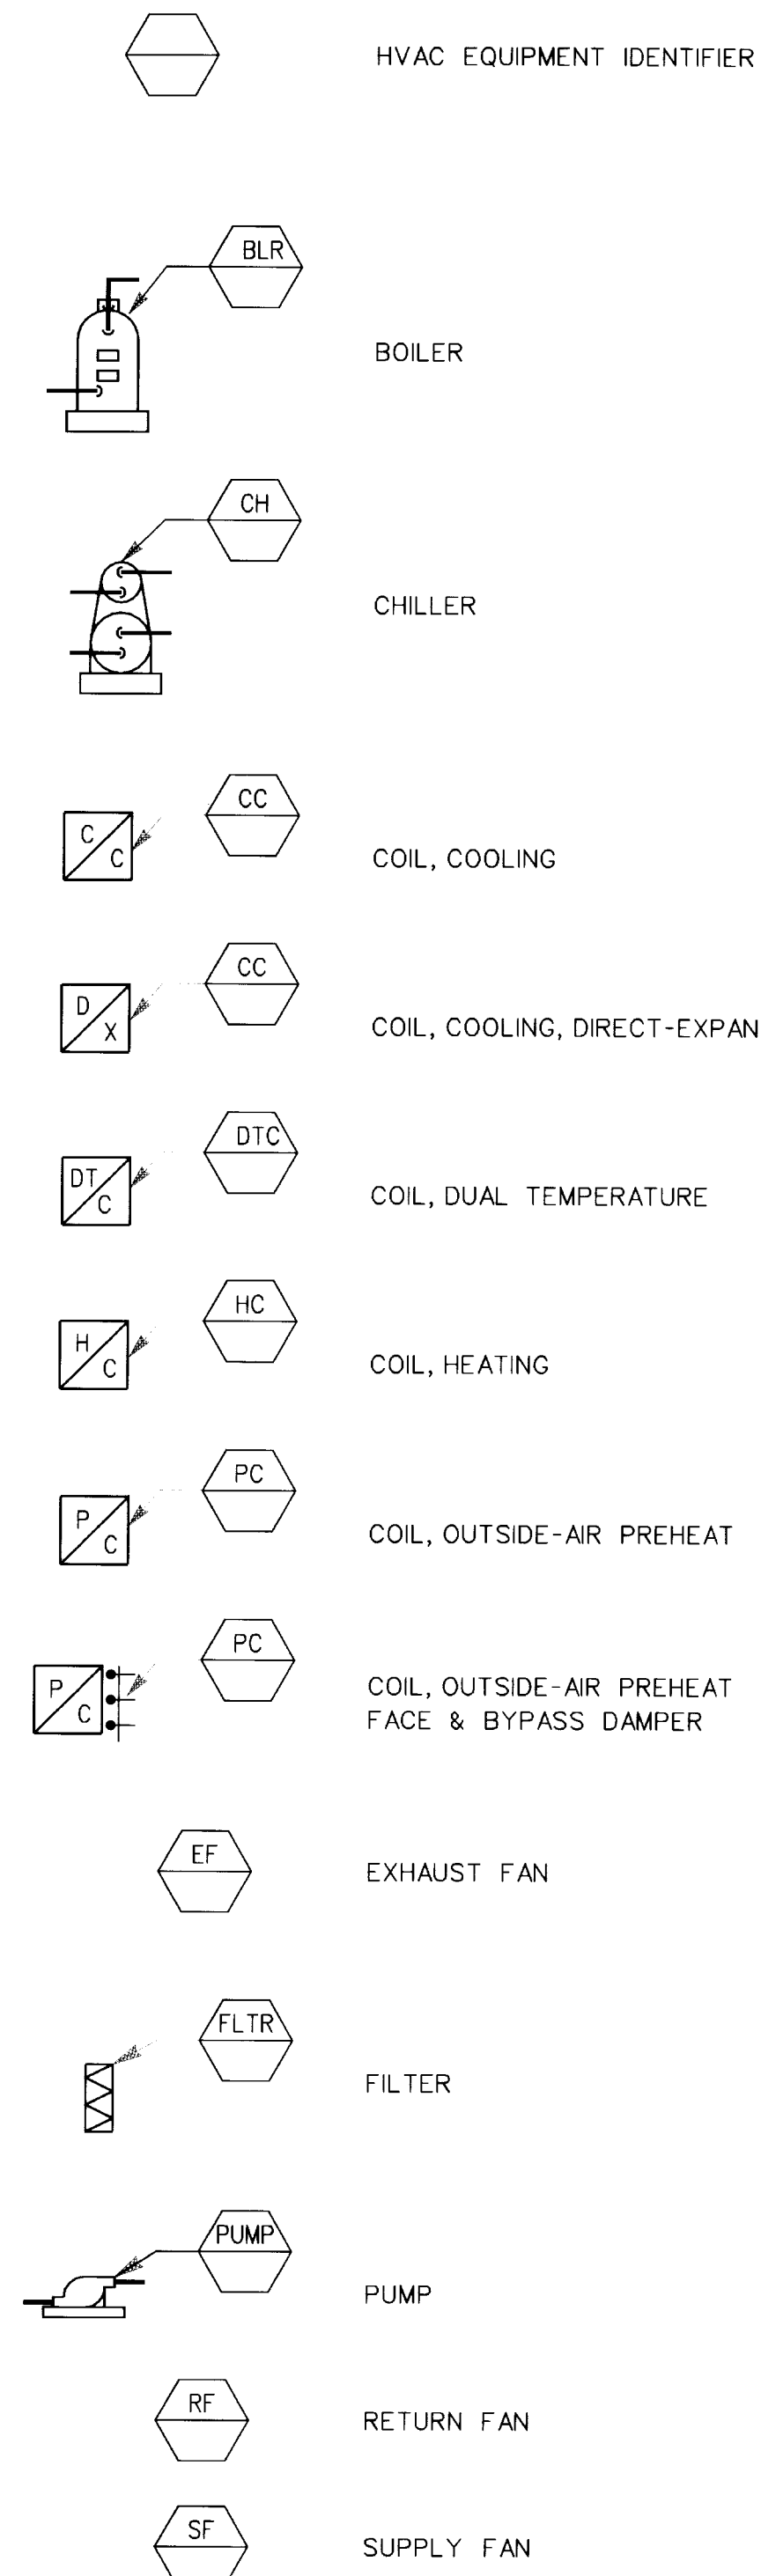 HVAC EQUIPMENT IDENTIFIER
BLR
BOILER
CH
CHILLER
CC
C
C
COIL, COOLING
CC
D
X
COIL, COOLING, DIRECT-EXPAN
DTC
DT
C
COIL, DUAL TEMPERATURE
HC
H
C
COIL, HEATING
PC
P
C
COIL, OUTSIDE-AIR PREHEAT
PC
P
C
COIL, OUTSIDE-AIR PREHEAT
FACE & BYPASS DAMPER
EF
EXHAUST FAN
FLTR
FILTER
PUMP
PUMP
RF
RETURN FAN
SF
SUPPLY FAN